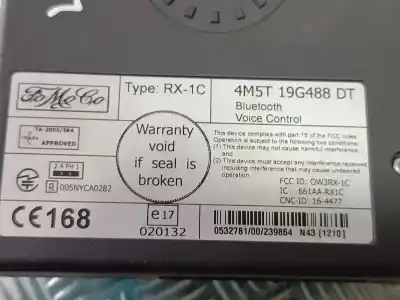 FoMoCo
Type: RX-1C
4M5T 19G488 DT
Bluetooth
Voice Control
TA-2005/564
APPROVED
Warranty
void
if seal is
broken
This device complies with part 15 of the FCC rules
Operation is subject to the following two conditions:
(1) This device may not cause harmful interference,
and
(2) This device must accept any interference received
including interference that may cause
undesired operation.
2.4 FH 1
R 005NYCA0282
FCC ID: OWJRX-1C
IC : 661AA-RX1C
CNC-ID: 16-4477
CE168
e17
020132
0532781/00/239864 N43 [1210]